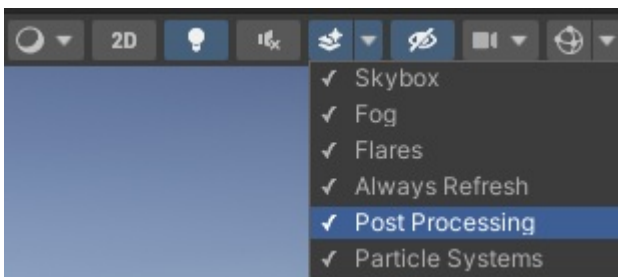 2D
Skybox
Fog
Flares
Always Refresh
Post Processing
Particle Systems